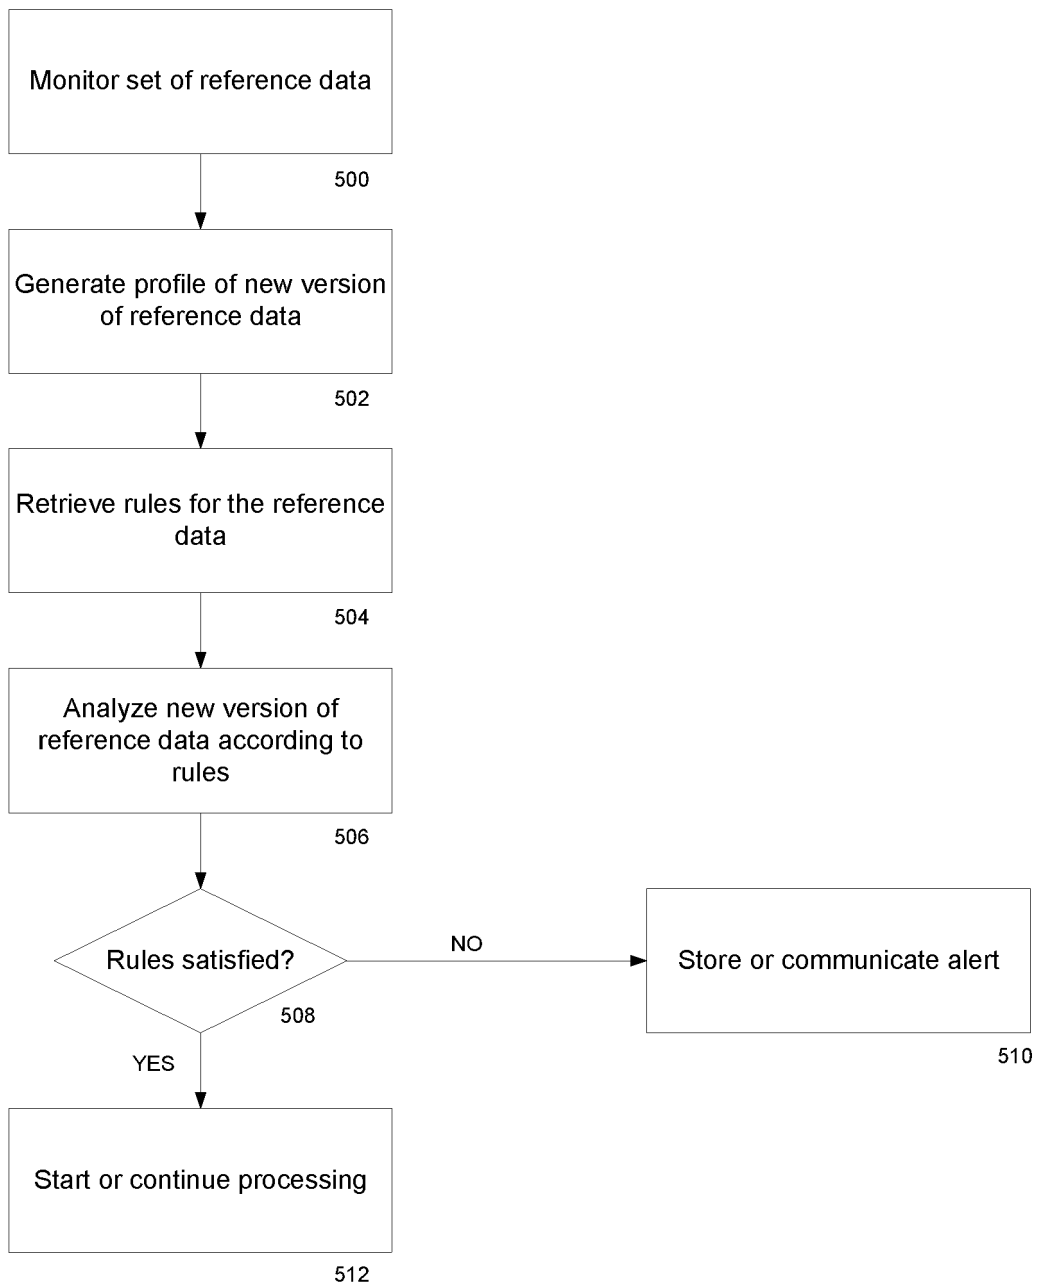 Monitor set of reference data
500
Generate profile of new version
of reference data
502
Retrieve rules for the reference
data
504
Analyze new version of
reference data according to
rules
506
Rules satisfied?
508
NO
Store or communicate alert
510
YES
Start or continue processing
512